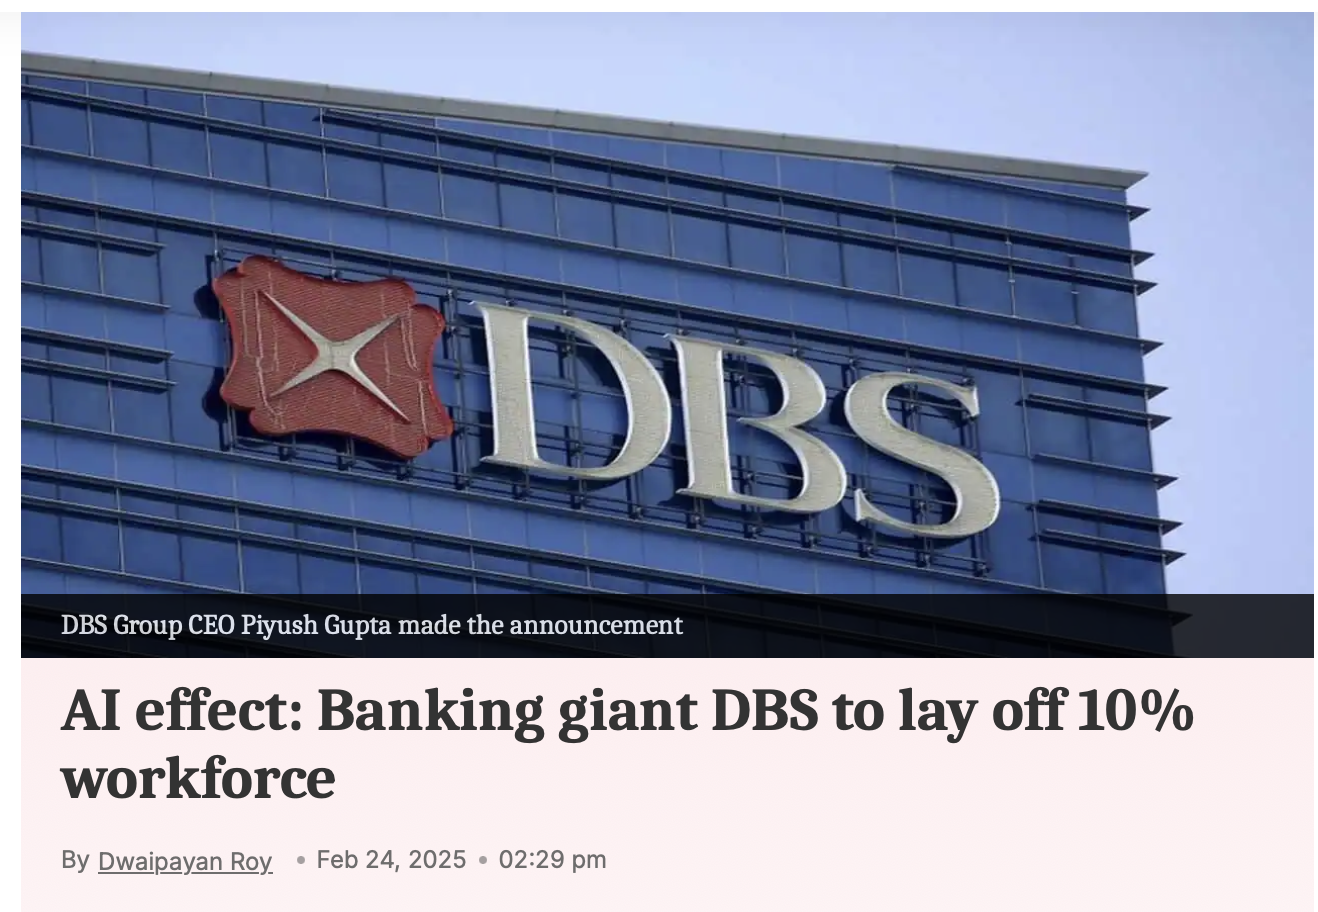 DBS
DBS Group CEO Piyush Gupta made the announcement
AI effect: Banking giant DBS to lay off 10%
workforce
By Dwaipayan Roy • Feb 24, 2025 • 02:29 pm